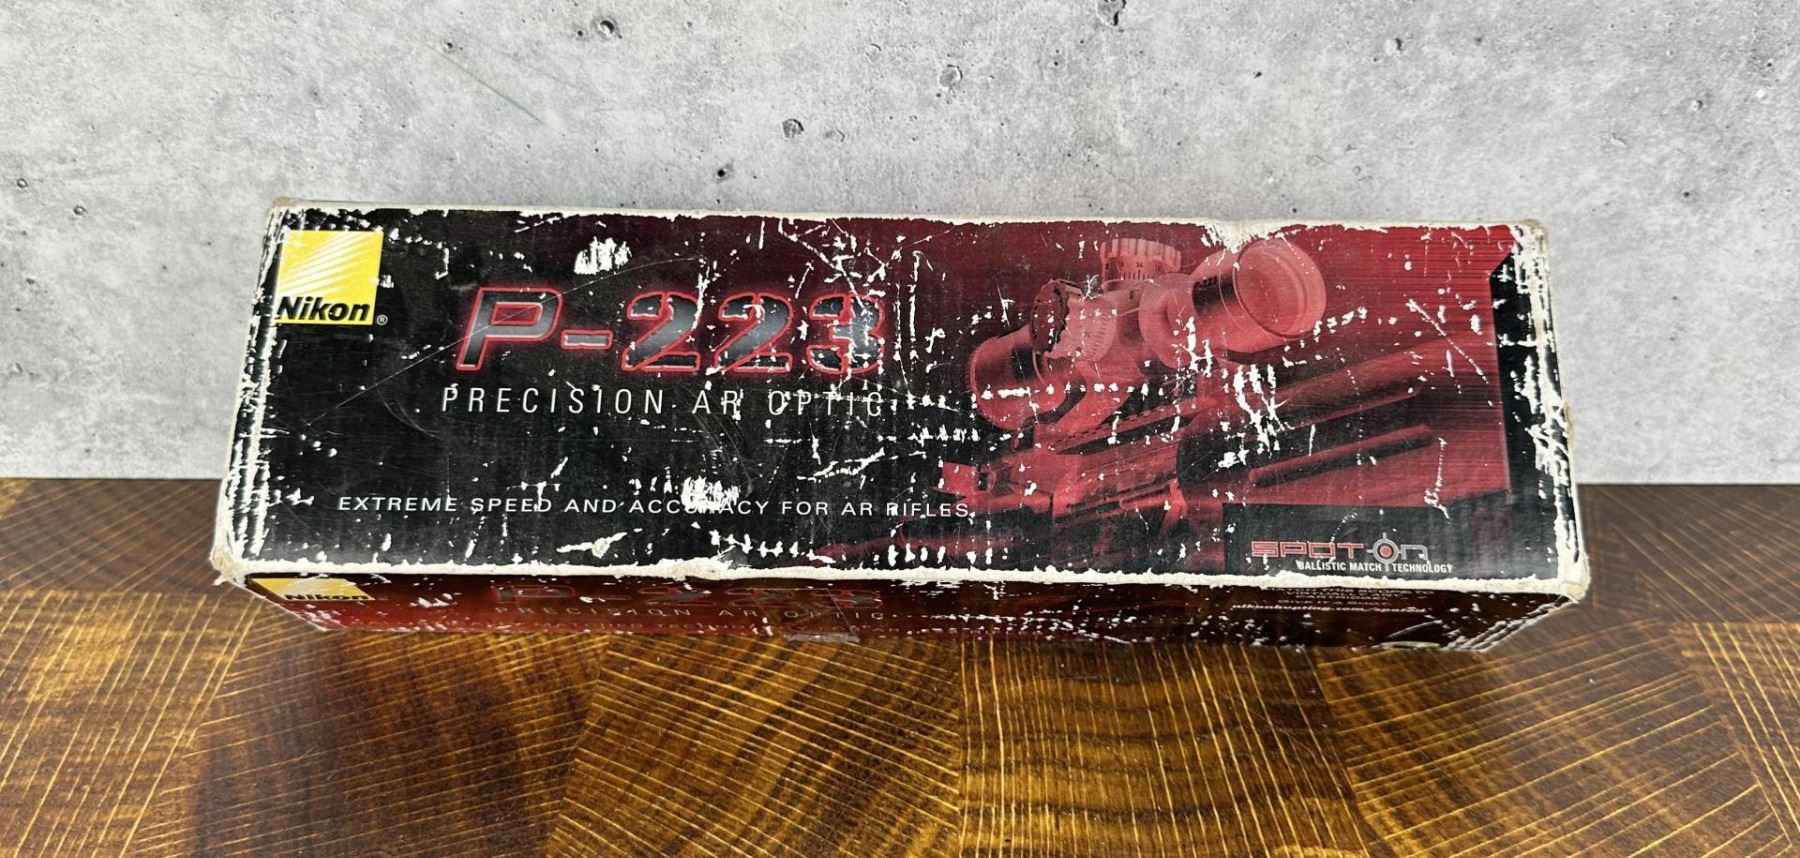 Nikon®
P-223
PRECISION AR OPTIC
EXTREME SPEED AND ACCURACY FOR AR RIFLES
SPOT-ON
BALLISTIC MATCH TECHNOLOGY
Nikon
P-223
PRECISION AR OPTIC